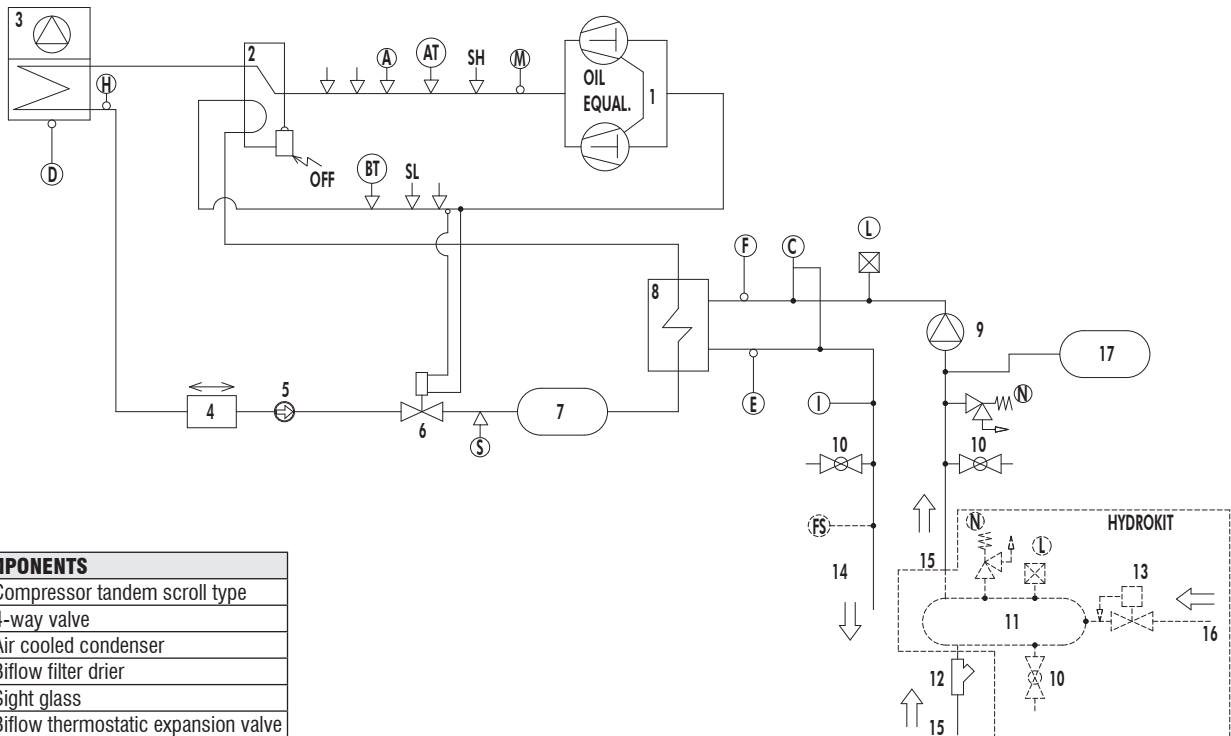 3
2
A
AT
SH
M
OIL
EQUAL.
1
H
D
OFF
BT
SL
F
C
L
8
9
17
5
4
6
7
S
E
I
N
10
10
FS
N
HYDROKIT
L
13
14
15
11
16
12
10
15
Compressor tandem scroll type
4-way valve
Air cooled condenser
Biflow filter drier
Sight glass
Biflow thermostatic expansion valve